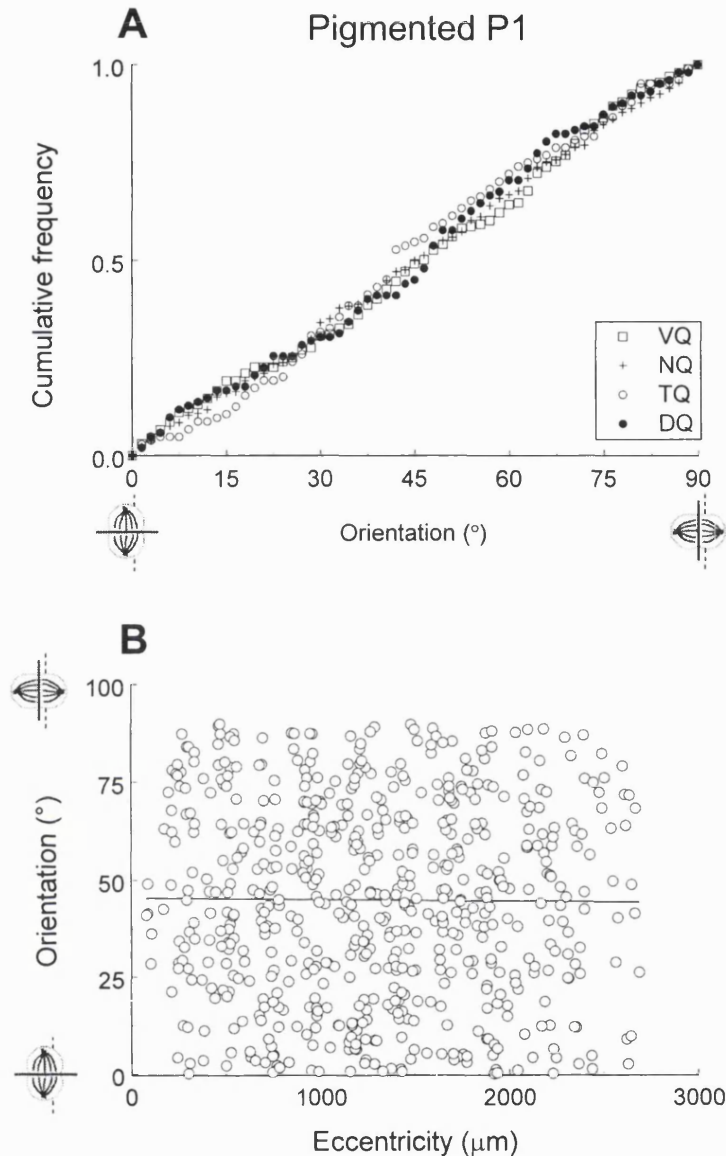 A
Pigmented P1
Cumulative frequency
1.0
0.5
0.0
VQ
NQ
TQ
DQ
0 15 30 45 60 75 90
Orientation (°)
B
Orientation (°)
100
75
50
25
0
0 1000 2000 3000
Eccentricity (μm)